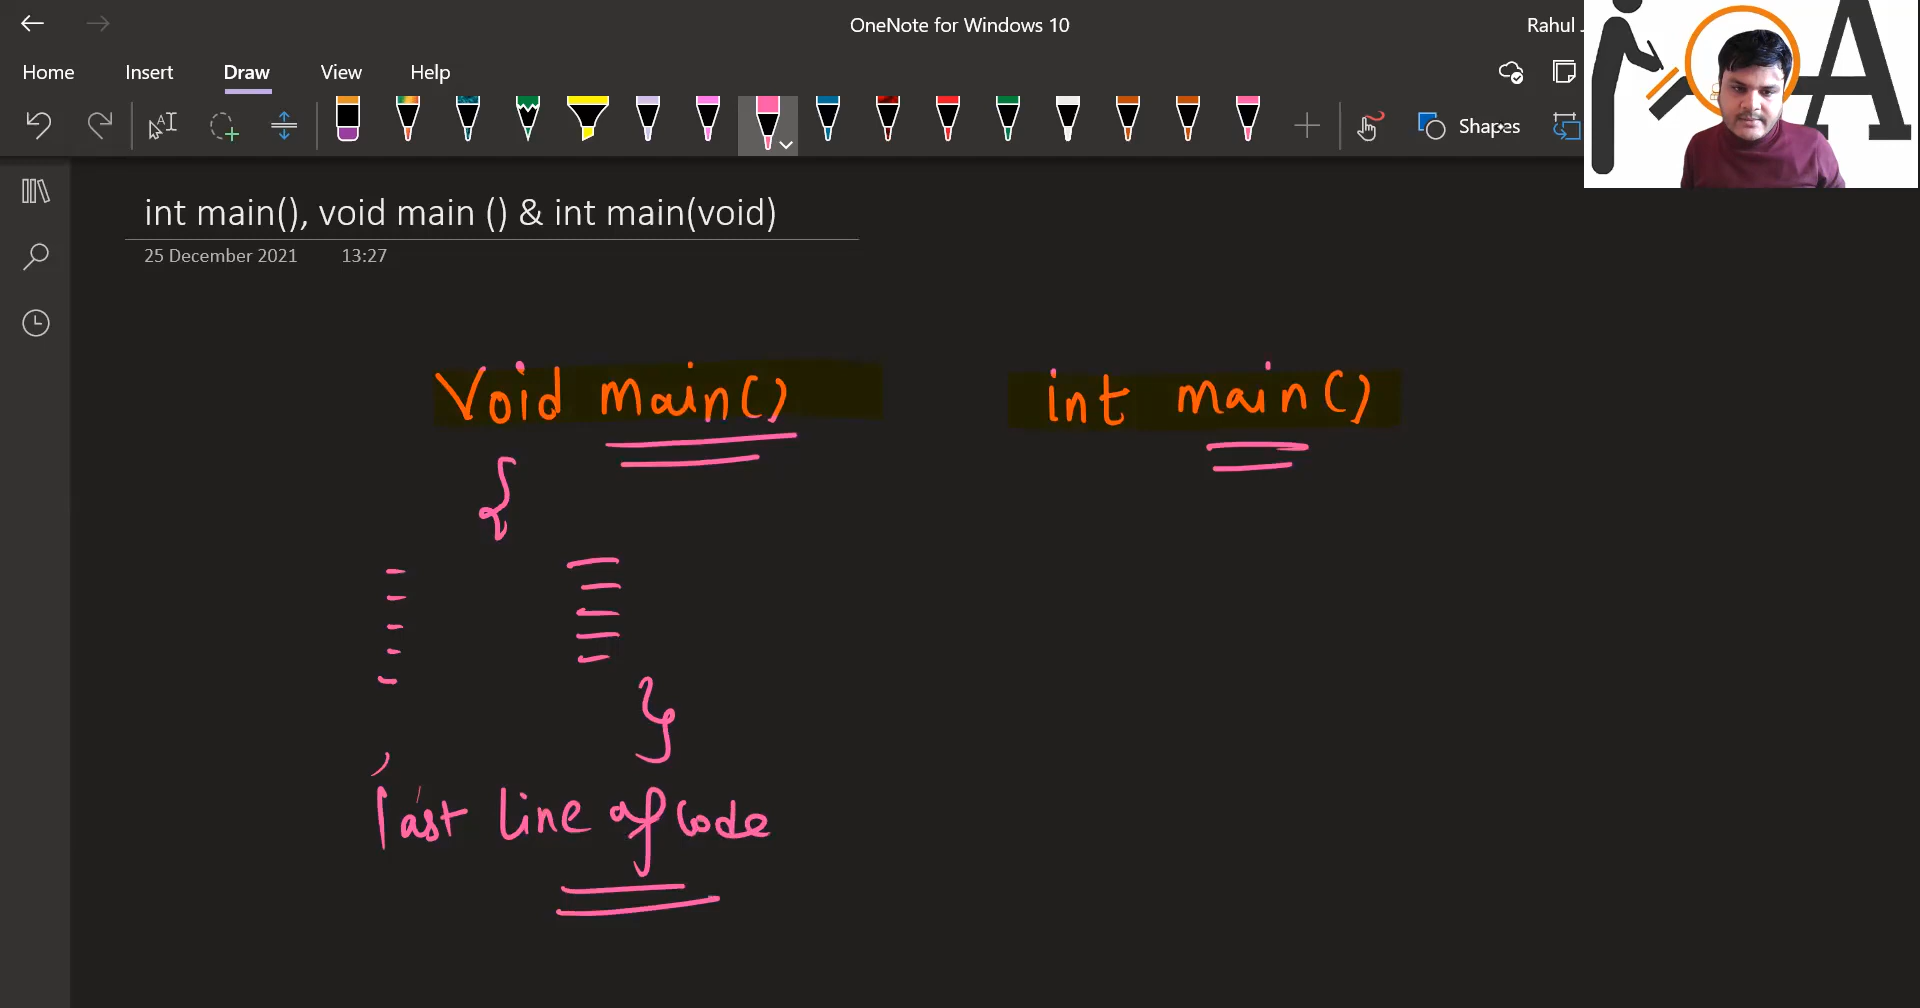 OneNote for Windows 10
Rahul J
Home Insert Draw View Help
Shapes
int main(), void main () & int main(void)
25 December 2021 13:27
Void main() int main()
{
}
last line of code